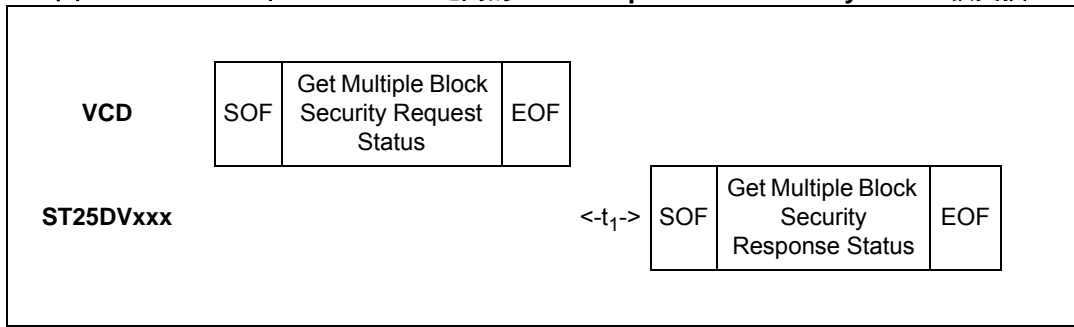 VCD
SOF
Get Multiple Block
Security Request
Status
EOF
ST25DVxxx
<-t1->
SOF
Get Multiple Block
Security
Response Status
EOF